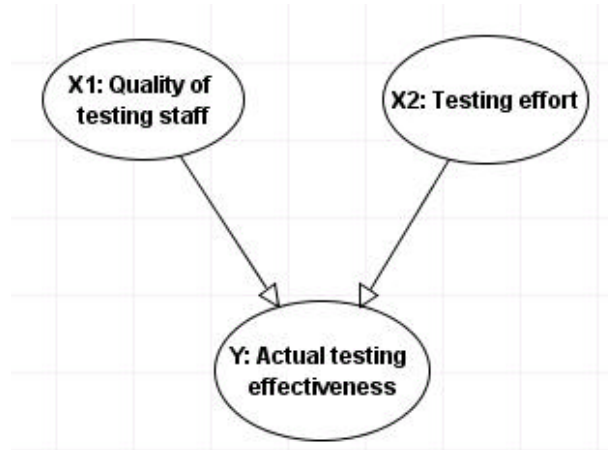 X1: Quality of
testing staff
X2: Testing effort
Y: Actual testing
effectiveness